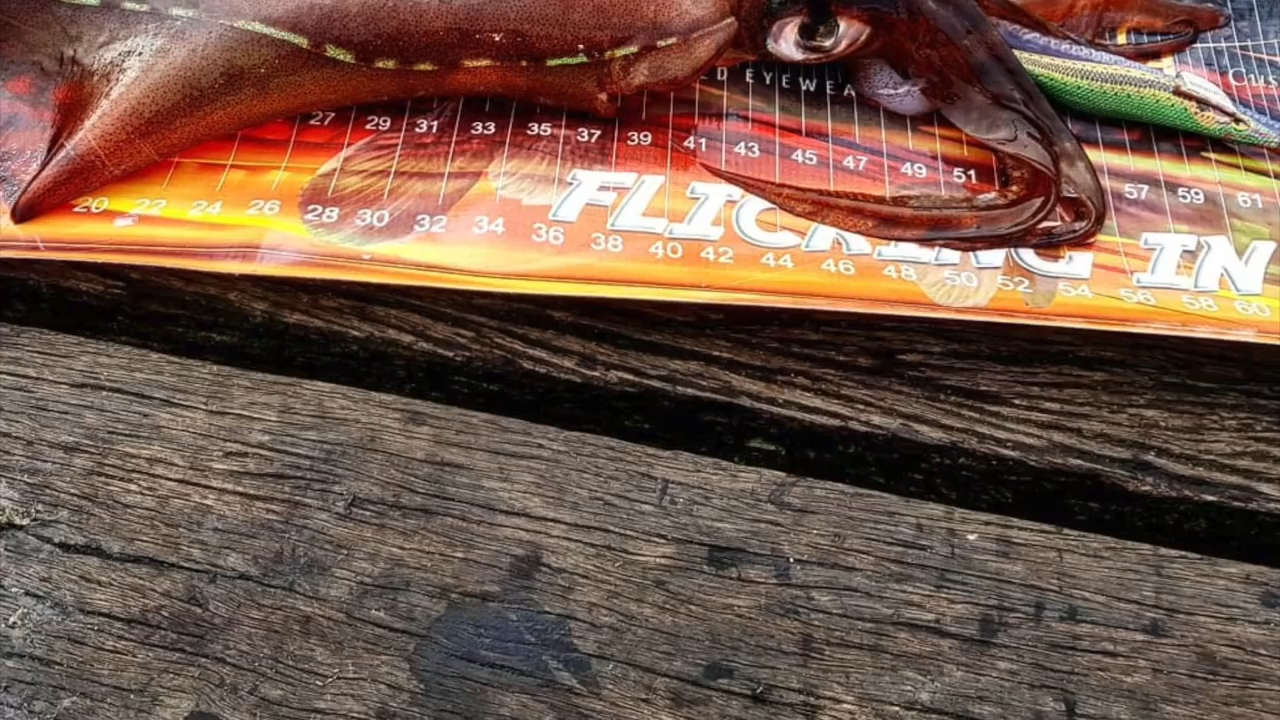 D EYEWEA
Cus
27 29 31 33 35 37 39 41 43 45 47 49 51 57 59 61
FLICKING IN
20 22 24 26 28 30 32 34 36 38 40 42 44 46 48 50 52 54 56 58 60